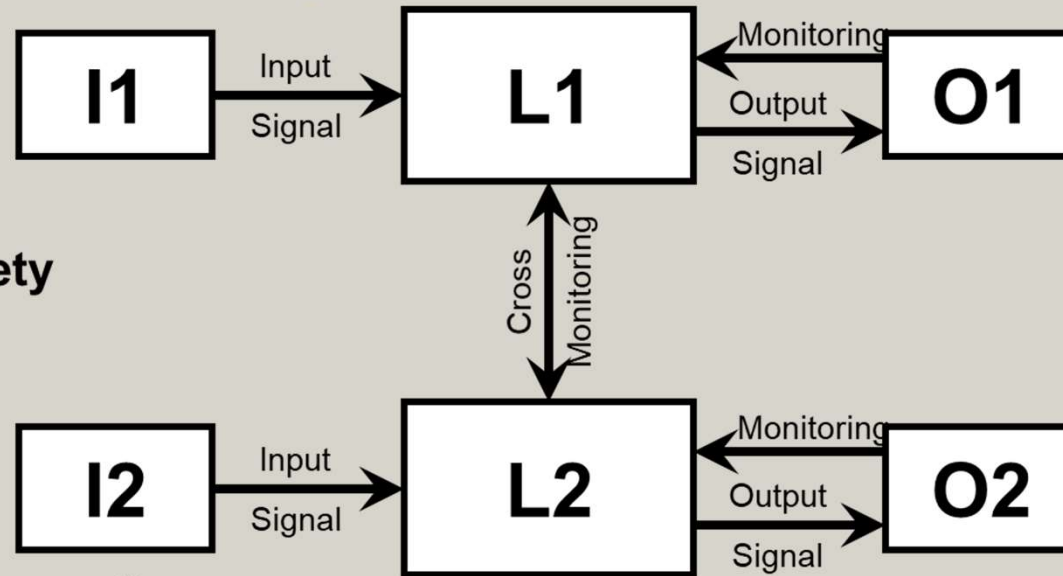 I1
Input
Signal
L1
Monitoring
Output
Signal
O1
ety
Cross
Monitoring
I2
Input
Signal
L2
Monitoring
Output
Signal
O2